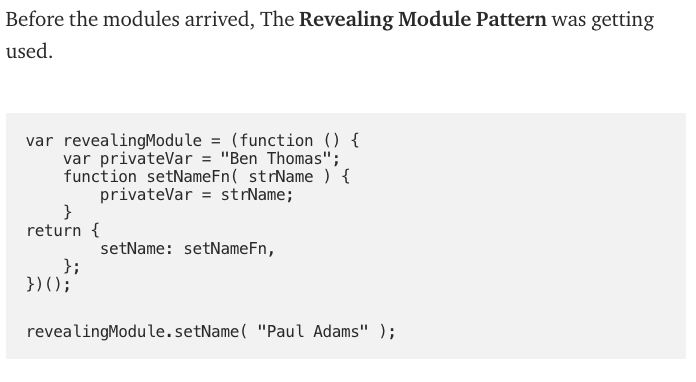 Before the modules arrived, The Revealing Module Pattern was getting
used.
var revealingModule = (function () {
    var privateVar = "Ben Thomas";
    function setNameFn( strName ) {
        privateVar = strName;
    }
return {
        setName: setNameFn,
    };
})();
revealingModule.setName( "Paul Adams" );